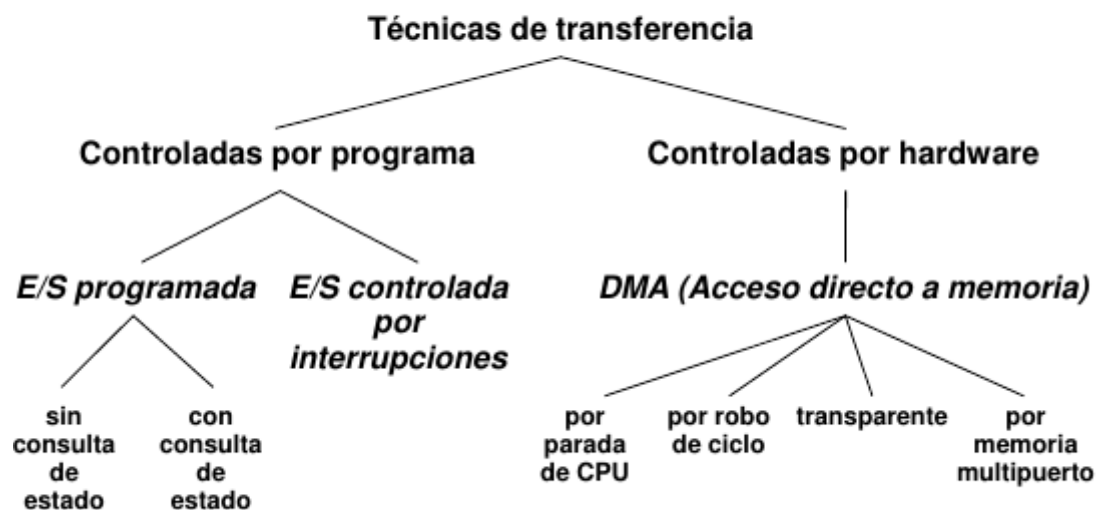 Técnicas de transferencia
Controladas por programa
Controladas por hardware
E/S programada
E/S controlada
por
interrupciones
DMA (Acceso directo a memoria)
sin
consulta
de
estado
con
consulta
de
estado
por
parada
de CPU
por robo
de ciclo
transparente
por
memoria
multipuerto